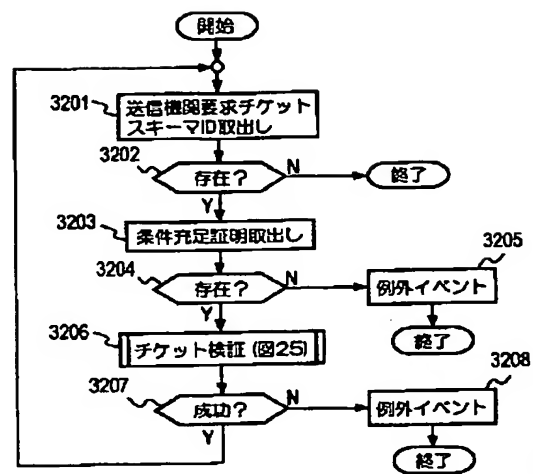 開始
3201
送信機関要求チケット
スキーマID取出し
3202
存在?
N
終了
Y
3203
条件充足証明取出し
3204
存在?
N
3205
例外イベント
終了
Y
3206
チケット検証(図25)
3207
成功?
N
3208
例外イベント
終了
Y